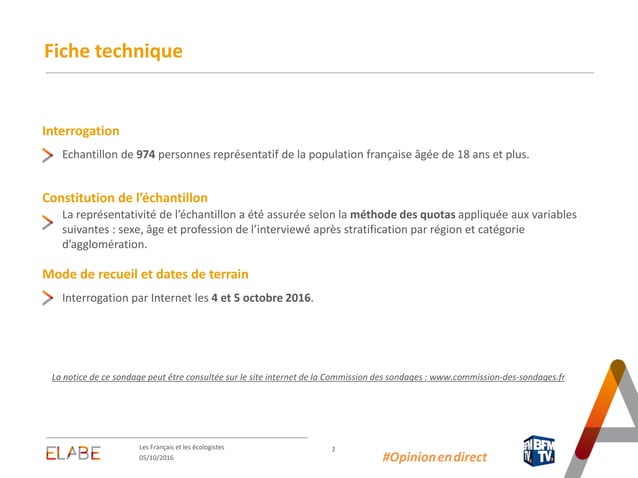 Fiche technique
Interrogation
Echantillon de 974 personnes représentatif de la population française âgée de 18 ans et plus.
Constitution de l'échantillon
La représentativité de l'échantillon a été assurée selon la méthode des quotas appliquée aux variables
suivantes : sexe, âge et profession de l'interviewé après stratification par région et catégorie
d'agglomération.
Mode de recueil et dates de terrain
Interrogation par Internet les 4 et 5 octobre 2016.
La notice de ce sondage peut être consultée sur le site internet de la Commission des sondages : www.commission-des-sondages.fr
ELABE
Les Français et les écologistes
05/10/2016
2
#Opinionendirect
BFM
TV.